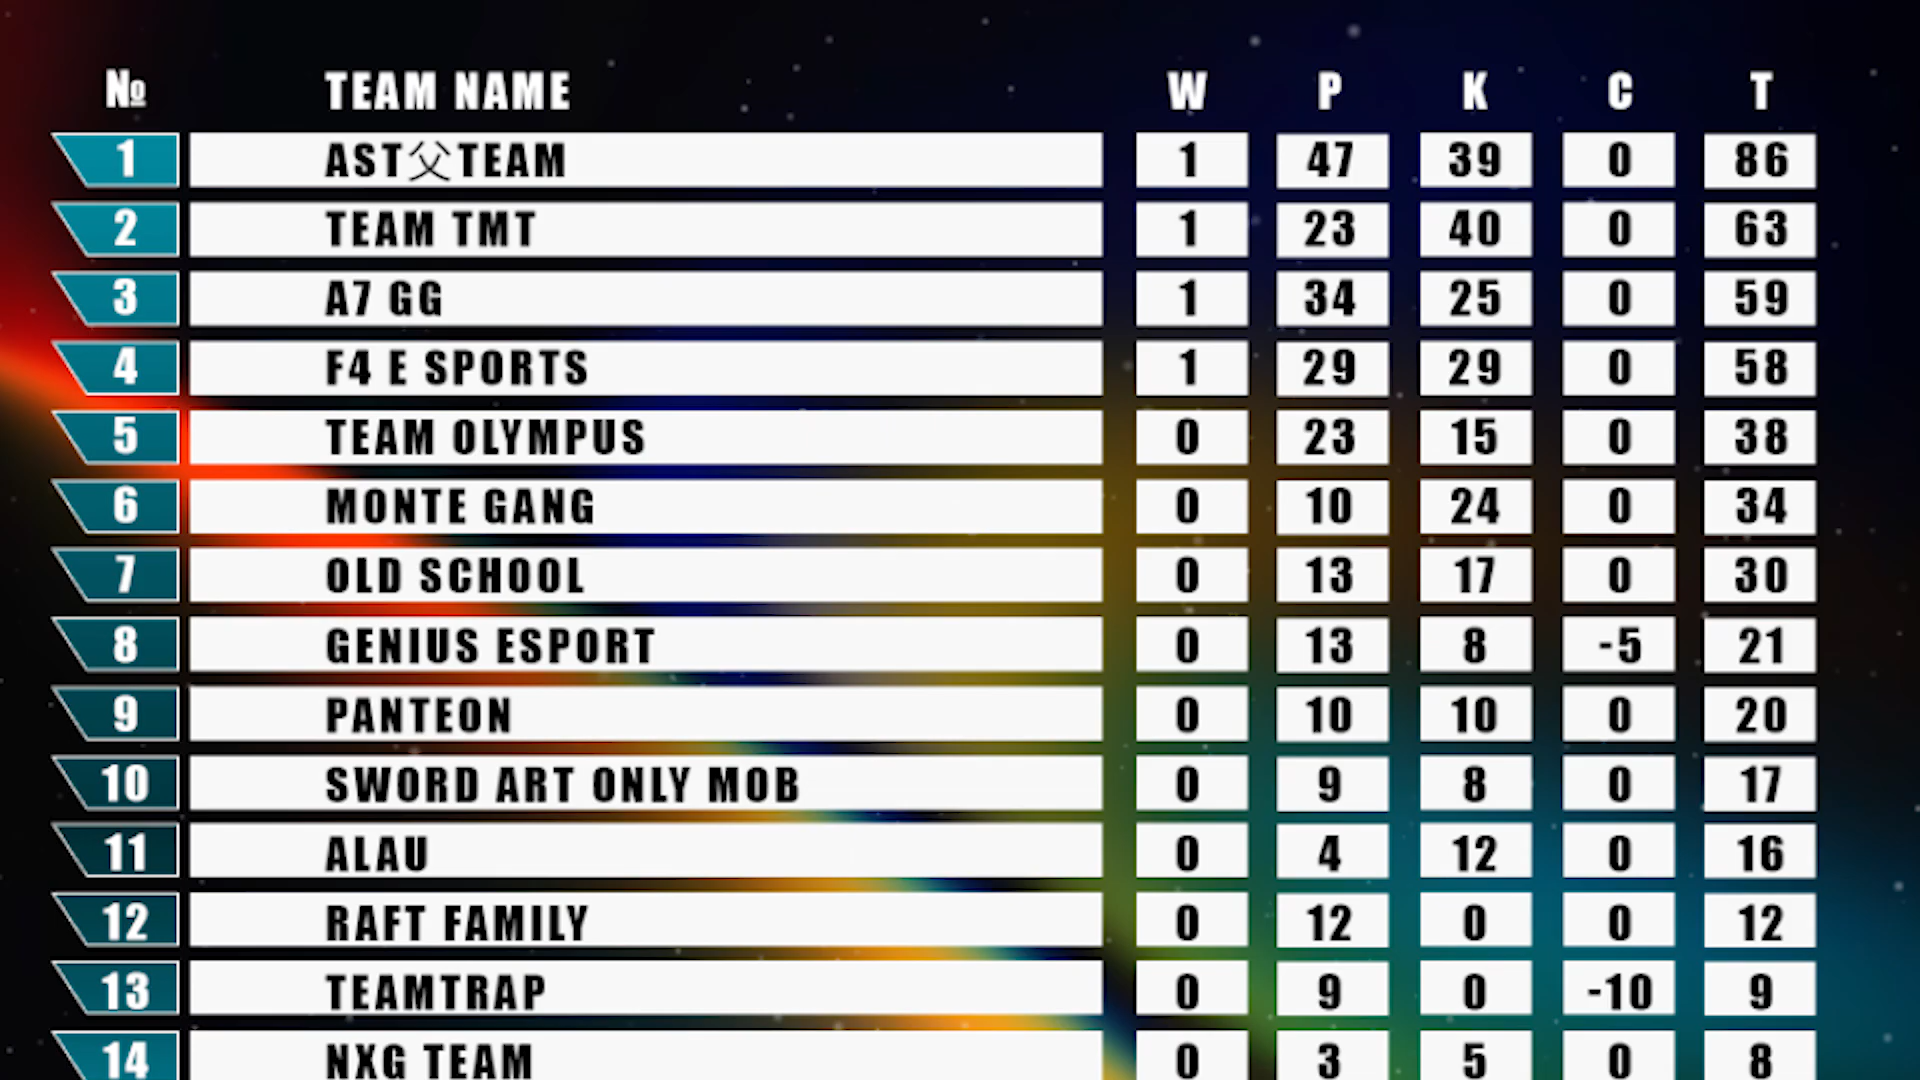 № TEAM NAME W P K C T
1 AST父TEAM 1 47 39 0 86
2 TEAM TMT 1 23 40 0 63
3 A7 GG 1 34 25 0 59
4 F4 E SPORTS 1 29 29 0 58
5 TEAM OLYMPUS 0 23 15 0 38
6 MONTE GANG 0 10 24 0 34
7 OLD SCHOOL 0 13 17 0 30
8 GENIUS ESPORT 0 13 8 -5 21
9 PANTEON 0 10 10 0 20
10 SWORD ART ONLY MOB 0 9 8 0 17
11 ALAU 0 4 12 0 16
12 RAFT FAMILY 0 12 0 0 12
13 TEAMTRAP 0 9 0 -10 9
14 NXG TEAM 0 3 5 0 8